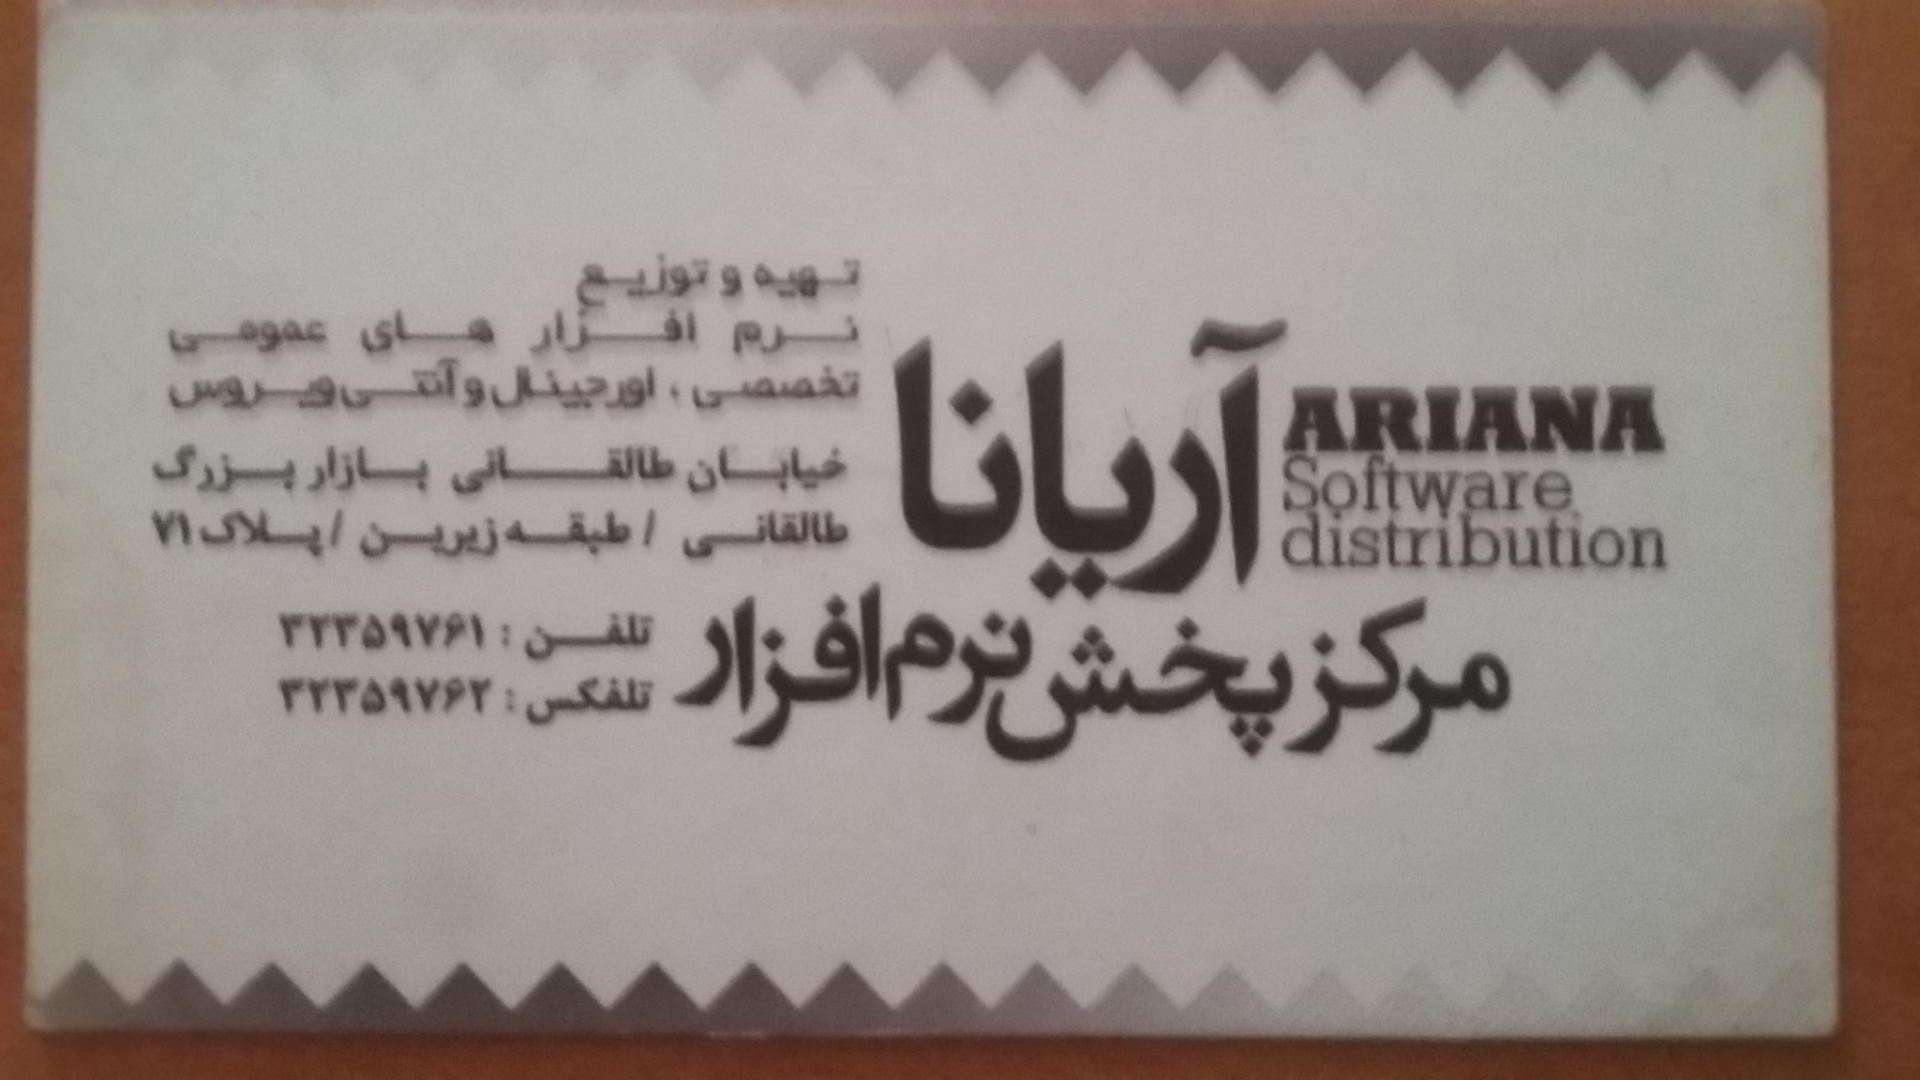 ARIANA
Software
distribution
آریانا
مرکز پخش نرم افزار
تهیه و توزیع
نرم افزار های عمومی
تخصصی ، اورجینال و آنتی ویروس
خیابان طالقانی بازار بزرگ
طالقانی / طبقه زیرین / پلاک ۷۱
تلفن : ۳۲۳۵۹۷۶۱
تلفکس : ۳۲۳۵۹۷۶۲